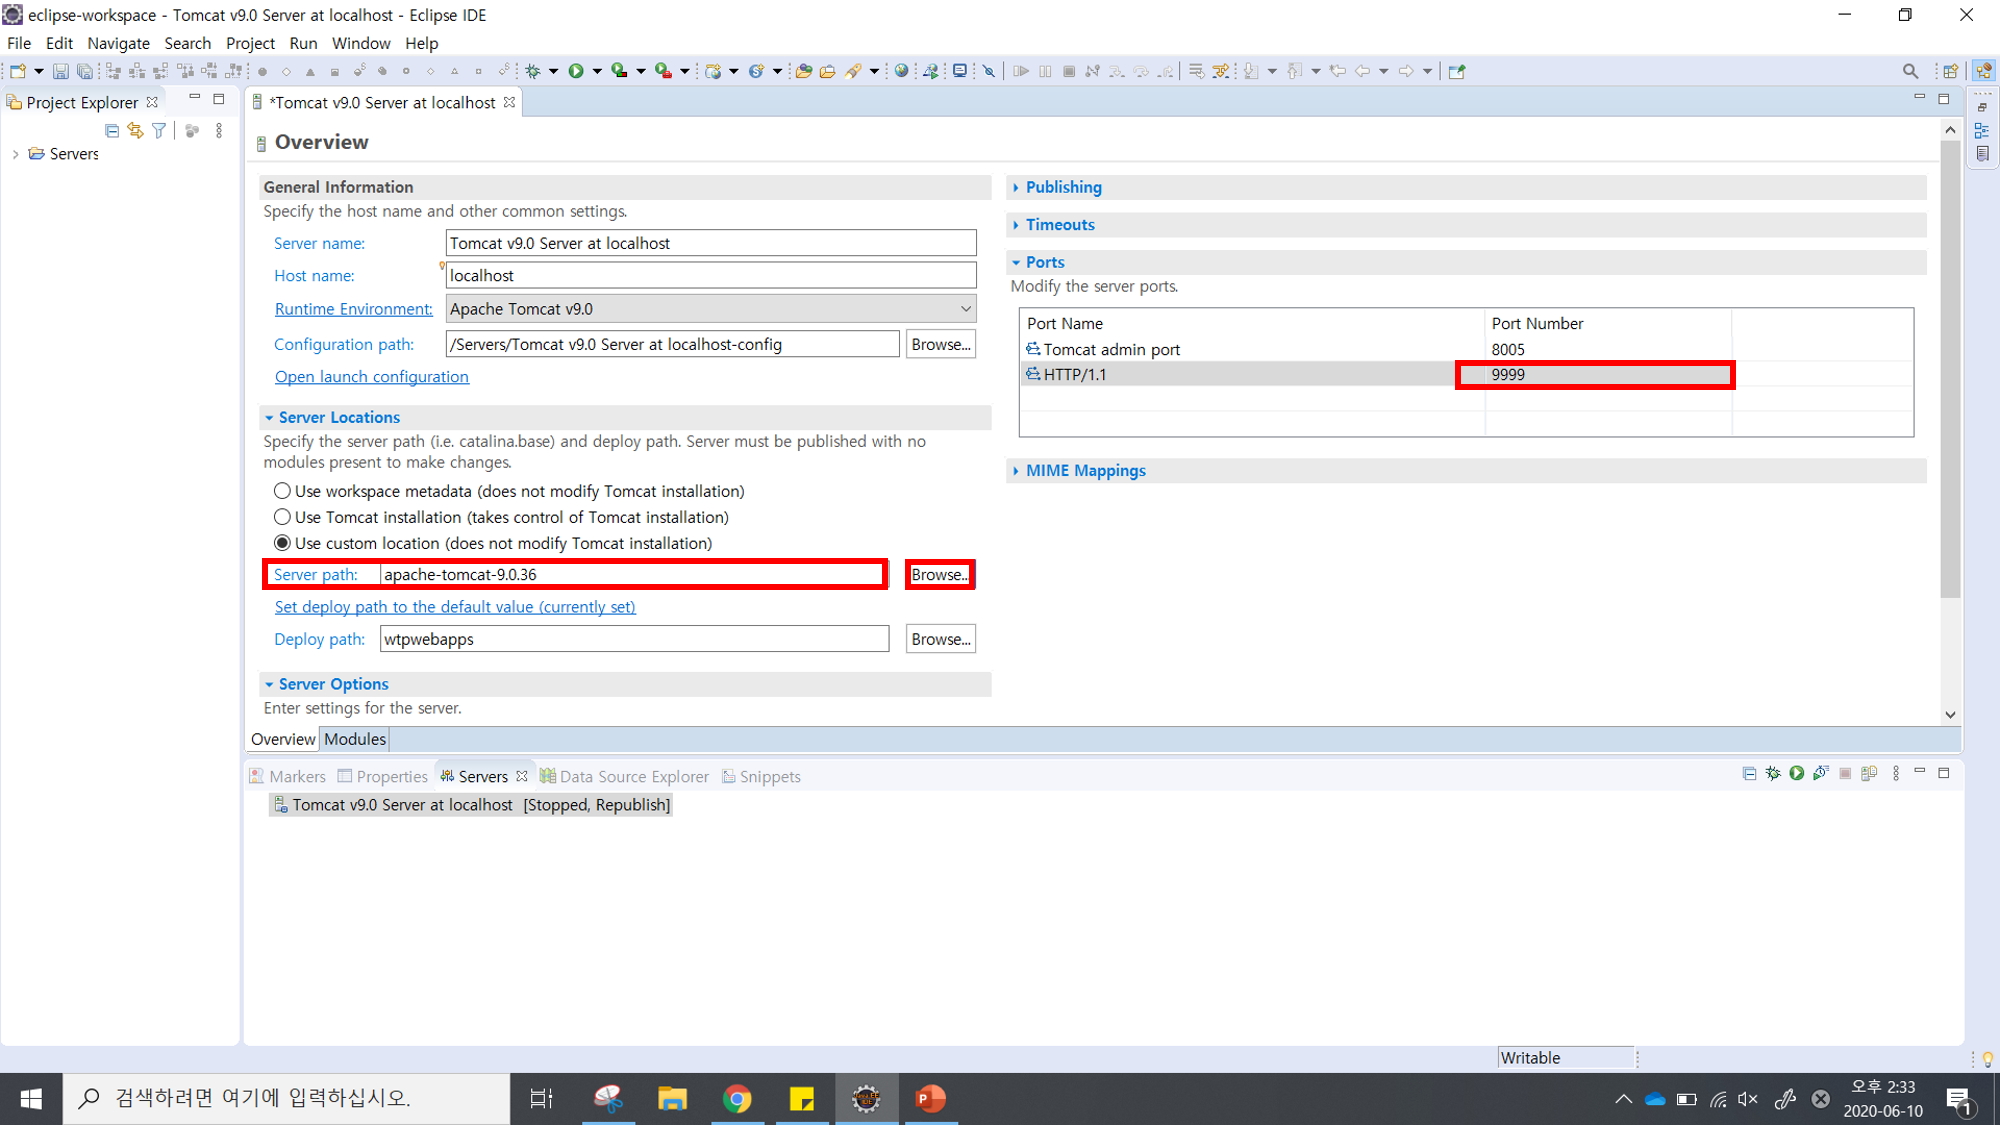 eclipse-workspace - Tomcat v9.0 Server at localhost - Eclipse IDE
File Edit Navigate Search Project Run Window Help
Project Explorer
*Tomcat v9.0 Server at localhost
Servers
Overview
General Information
Specify the host name and other common settings.
Server name: Tomcat v9.0 Server at localhost
Host name: localhost
Runtime Environment: Apache Tomcat v9.0
Configuration path: /Servers/Tomcat v9.0 Server at localhost-config Browse...
Open launch configuration
Server Locations
Specify the server path (i.e. catalina.base) and deploy path. Server must be published with no
modules present to make changes.
Use workspace metadata (does not modify Tomcat installation)
Use Tomcat installation (takes control of Tomcat installation)
Use custom location (does not modify Tomcat installation)
Server path: apache-tomcat-9.0.36 Browse...
Set deploy path to the default value (currently set)
Deploy path: wtpwebapps Browse...
Server Options
Enter settings for the server.
Publishing
Timeouts
Ports
Modify the server ports.
Port Name Port Number
Tomcat admin port 8005
HTTP/1.1 9999
MIME Mappings
Overview Modules
Markers Properties Servers Data Source Explorer Snippets
Tomcat v9.0 Server at localhost [Stopped, Republish]
Writable
검색하려면 여기에 입력하십시오.
오후 2:33
2020-06-10
1